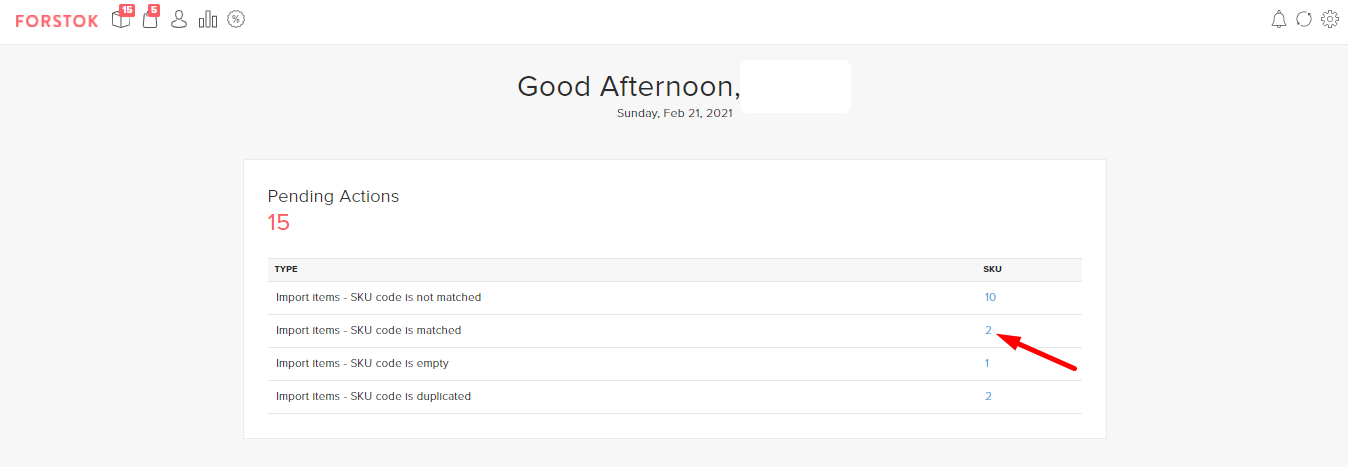 FORSTOK 15 5 %
Good Afternoon,
Sunday, Feb 21, 2021
Pending Actions
15
TYPE SKU
Import items - SKU code is not matched 10
Import items - SKU code is matched 2
Import items - SKU code is empty 1
Import items - SKU code is duplicated 2